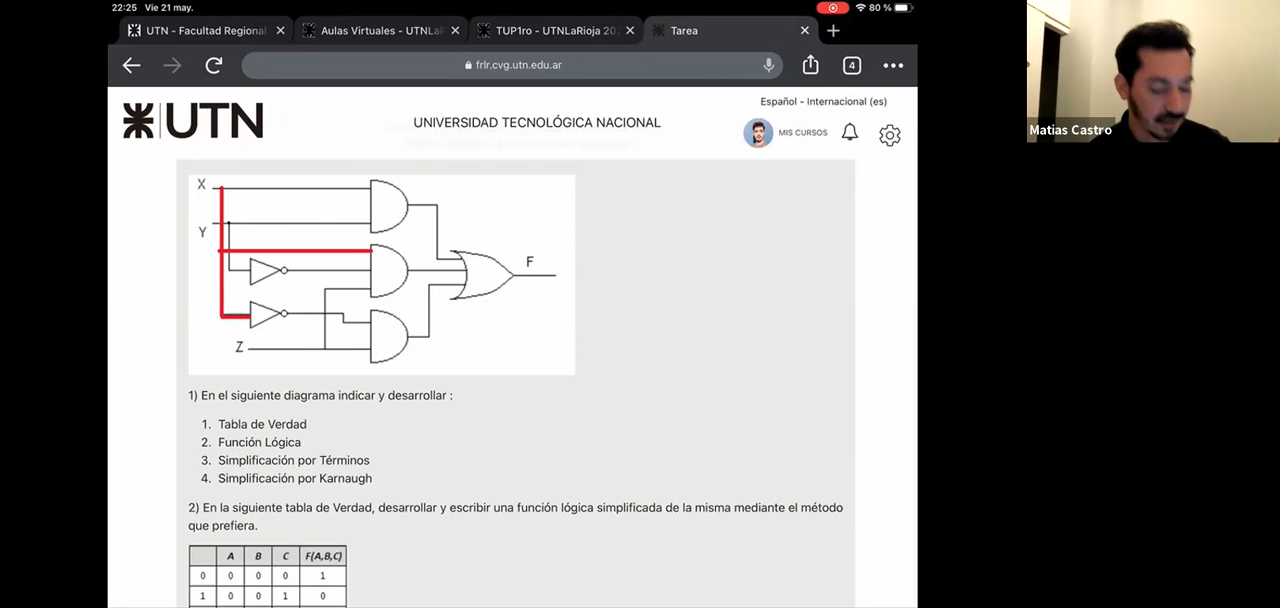 22:25 Vie 21 may. 80 %
UTN - Facultad Regional Aulas Virtuales - UTNLaR TUP1ro - UTNLaRioja 20 Tarea
frlr.cvg.utn.edu.ar 4
Español - Internacional (es)
UTN UNIVERSIDAD TECNOLÓGICA NACIONAL MIS CURSOS
Matias Castro
X
Y
F
Z
1) En el siguiente diagrama indicar y desarrollar :
1. Tabla de Verdad
2. Función Lógica
3. Simplificación por Términos
4. Simplificación por Karnaugh
2) En la siguiente tabla de Verdad, desarrollar y escribir una función lógica simplificada de la misma mediante el método
que prefiera.
A B C F(A,B,C)
0 0 0 0 1
1 0 0 1 0